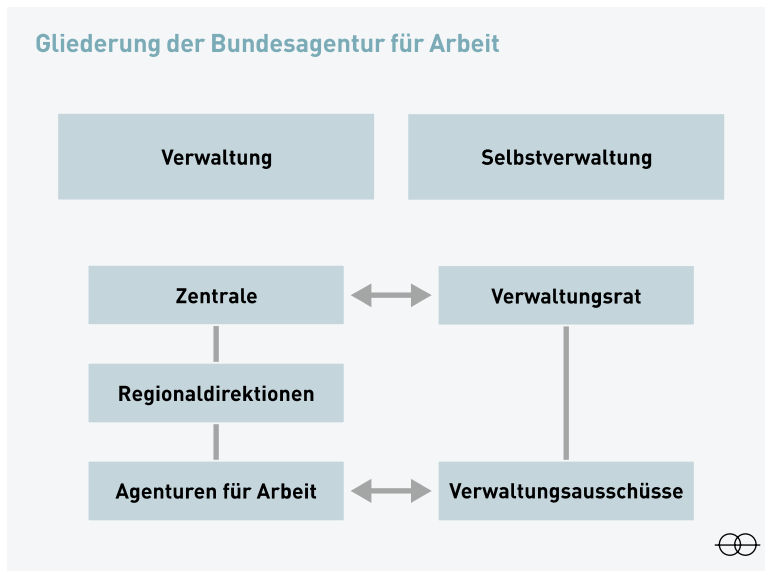 Gliederung der Bundesagentur für Arbeit
Verwaltung
Selbstverwaltung
Zentrale
Verwaltungsrat
Regionaldirektionen
Agenturen für Arbeit
Verwaltungsausschüsse